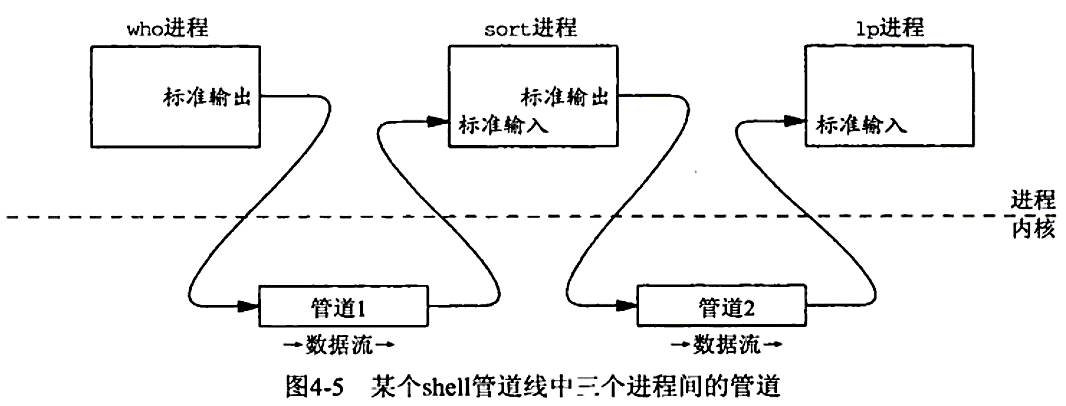 who进程 sort进程 lp进程
标准输出 标准输出
标准输入 标准输入
进程
内核
管道1 管道2
→数据流→ →数据流→
图4-5 某个shell管道线中三个进程间的管道